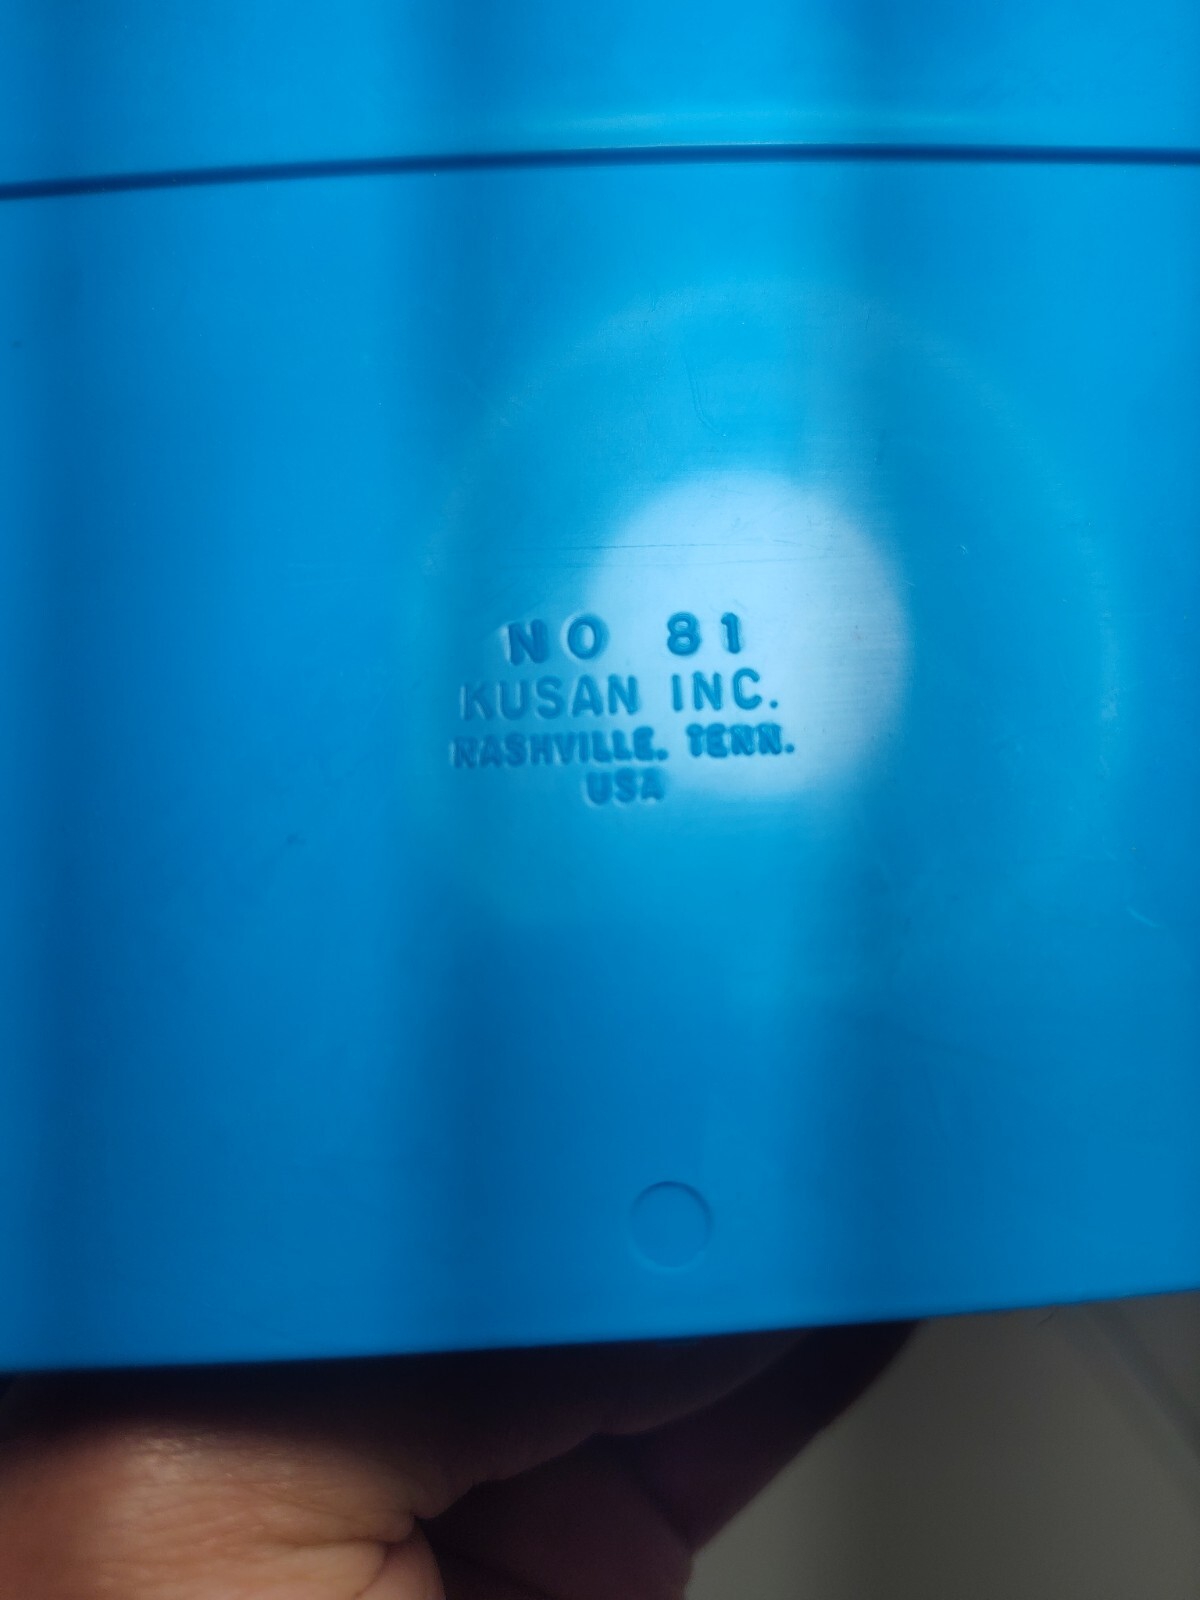 NO 81
KUSAN INC.
NASHVILLE. TENN.
USA